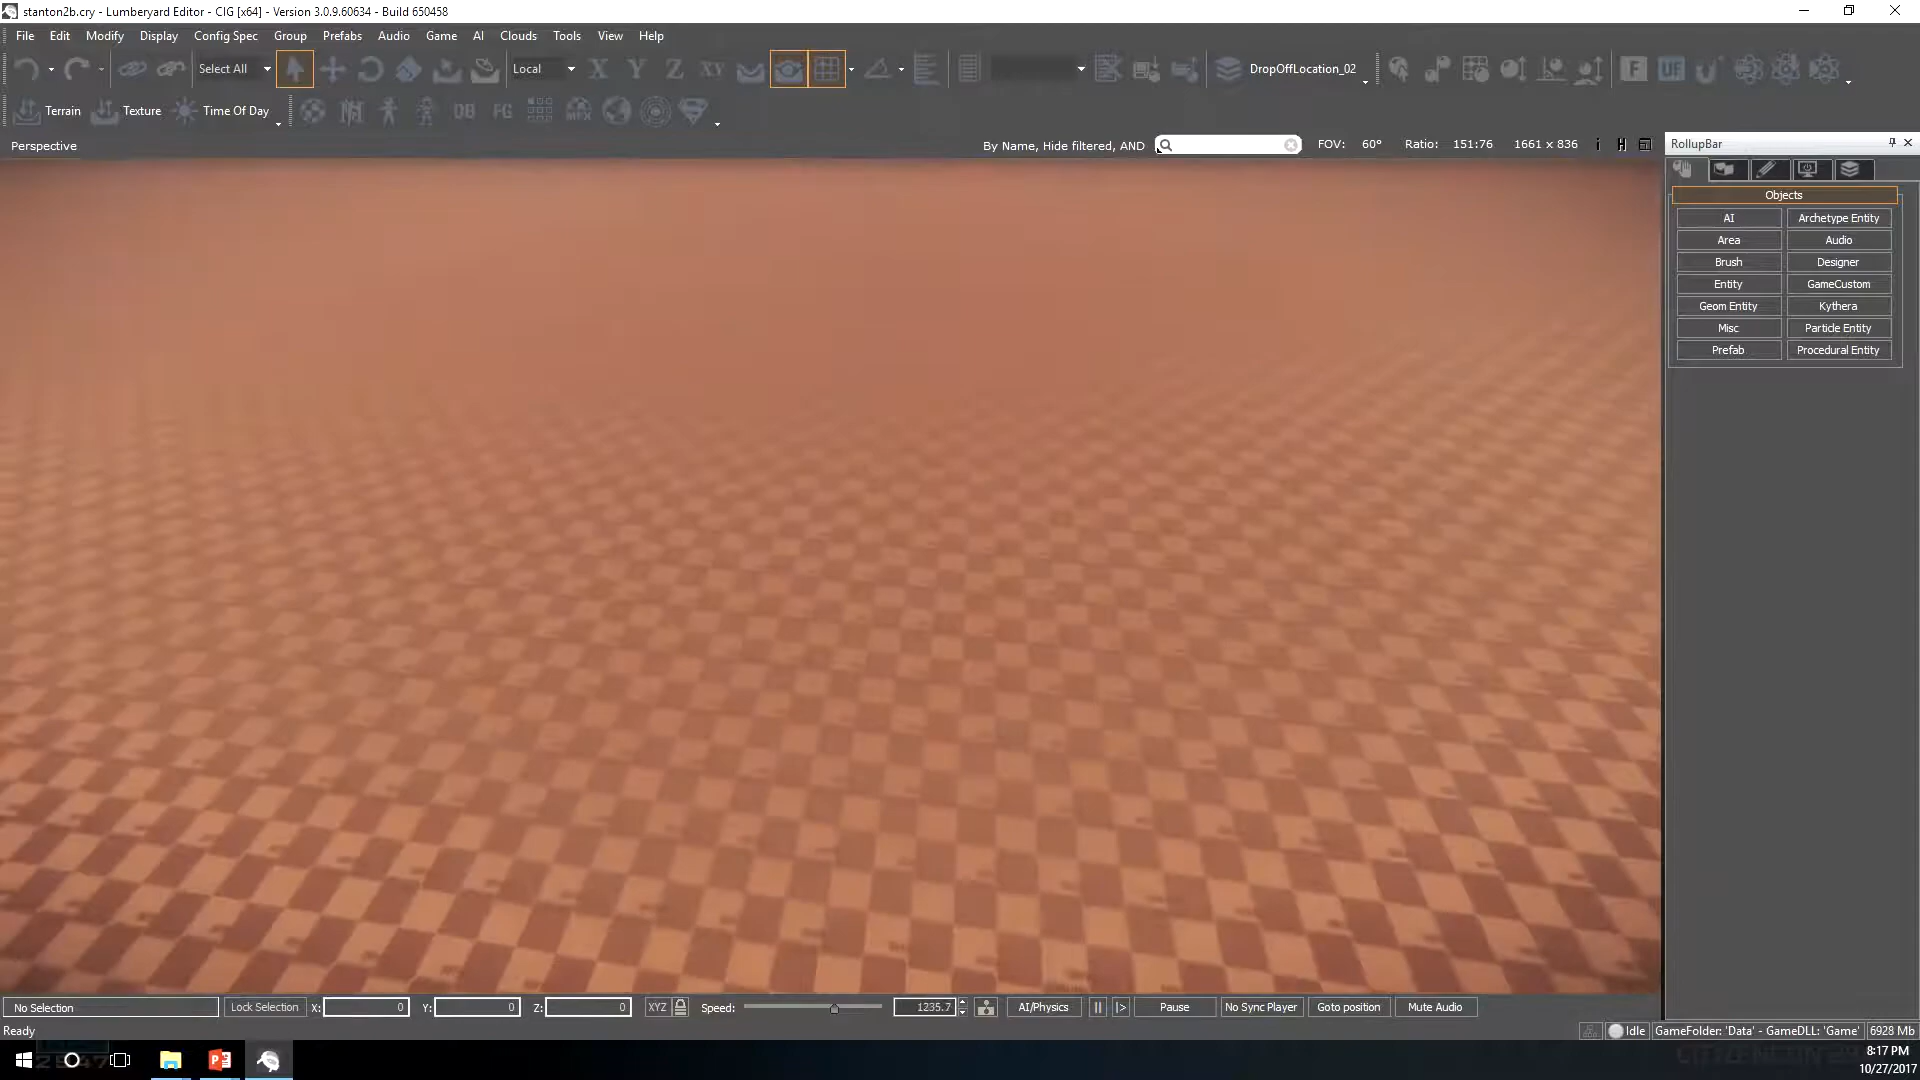 stanton2b.cry - Lumberyard Editor - CIG [x64] - Version 3.0.9.60634 - Build 650458
File Edit Modify Display Config Spec Group Prefabs Audio Game AI Clouds Tools View Help
Select All Local X Y Z XY DropOffLocation_02 F UF
Terrain Texture Time Of Day DB FG MFX
Perspective By Name, Hide filtered, AND FOV: 60° Ratio: 151:76 1661 x 836 i H
RollupBar
Objects
AI Archetype Entity
Area Audio
Brush Designer
Entity GameCustom
Geom Entity Kythera
Misc Particle Entity
Prefab Procedural Entity
No Selection Lock Selection X: 0 Y: 0 Z: 0 XYZ Speed: 1235.7 AI/Physics Pause No Sync Player Goto position Mute Audio
Ready Idle GameFolder: 'Data' - GameDLL: 'Game' 6928 Mb
8:17 PM
10/27/2017